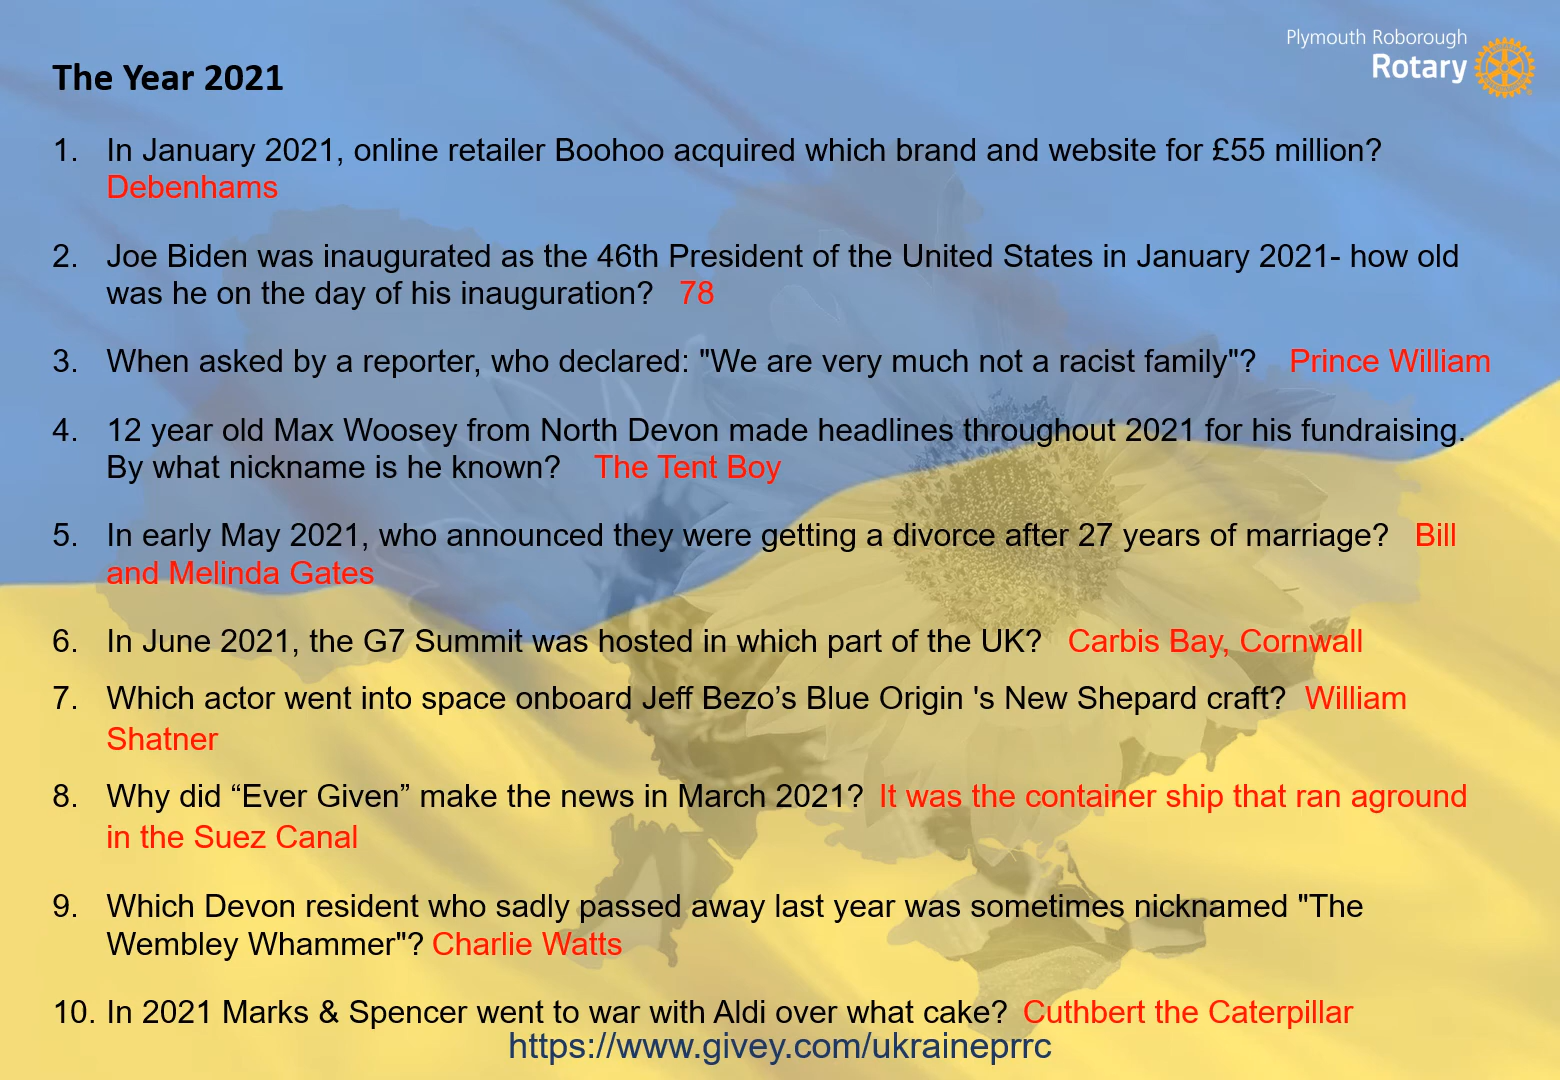 Plymouth Roborough
Rotary
The Year 2021
1. In January 2021, online retailer Boohoo acquired which brand and website for £55 million?
Debenhams
2. Joe Biden was inaugurated as the 46th President of the United States in January 2021- how old
was he on the day of his inauguration? 78
3. When asked by a reporter, who declared: "We are very much not a racist family"? Prince William
4. 12 year old Max Woosey from North Devon made headlines throughout 2021 for his fundraising.
By what nickname is he known? The Tent Boy
5. In early May 2021, who announced they were getting a divorce after 27 years of marriage? Bill
and Melinda Gates
6. In June 2021, the G7 Summit was hosted in which part of the UK? Carbis Bay, Cornwall
7. Which actor went into space onboard Jeff Bezo’s Blue Origin 's New Shepard craft? William
Shatner
8. Why did “Ever Given” make the news in March 2021? It was the container ship that ran aground
in the Suez Canal
9. Which Devon resident who sadly passed away last year was sometimes nicknamed "The
Wembley Whammer"? Charlie Watts
10. In 2021 Marks & Spencer went to war with Aldi over what cake? Cuthbert the Caterpillar
https://www.givey.com/ukraineprrc